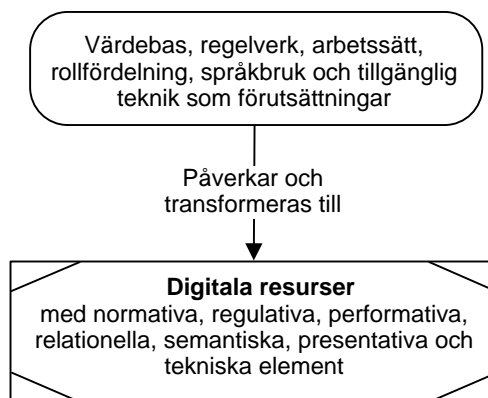 Värdebas, regelverk, arbetssätt,
rollfördelning, språkbruk och tillgänglig
teknik som förutsättningar
Påverkar och
transformeras till
Digitala resurser
med normativa, regulativa, performativa,
relationella, semantiska, presentativa och
tekniska element